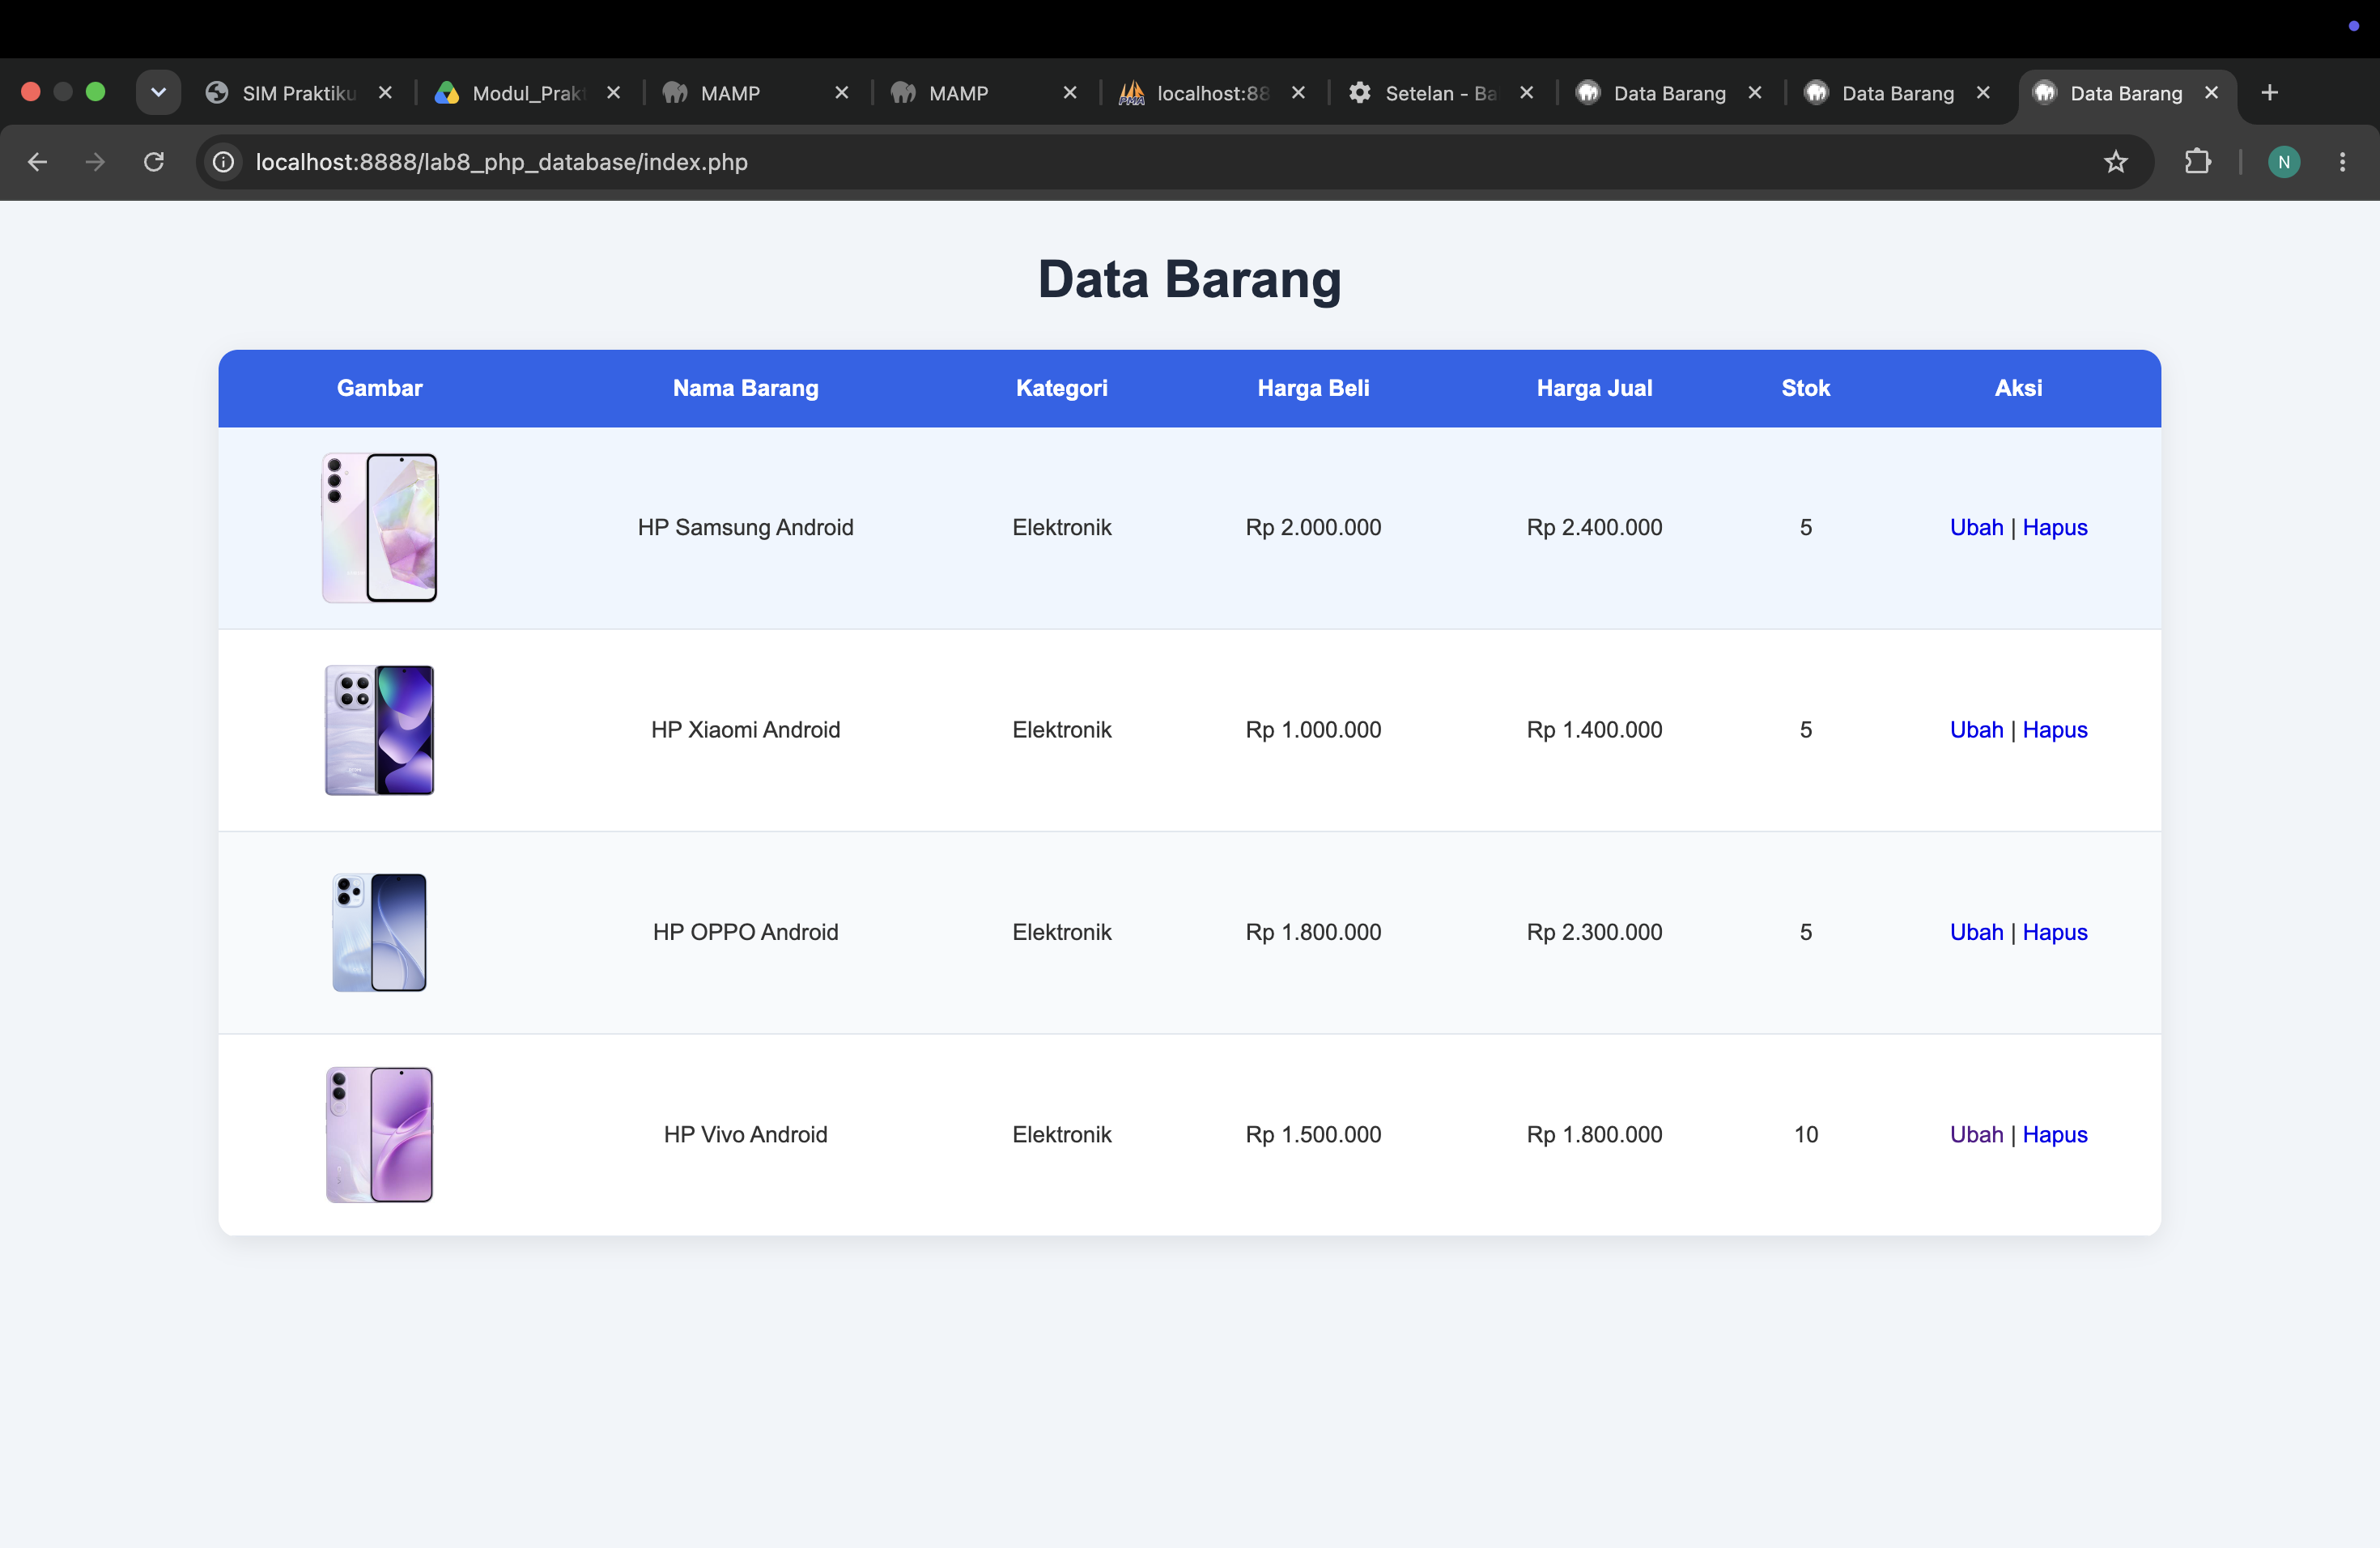 SIM Praktiku
Modul_Prak
MAMP
MAMP
localhost:88
Setelan - Ba
Data Barang
Data Barang
Data Barang
localhost:8888/lab8_php_database/index.php
N
Data Barang
Gambar Nama Barang Kategori Harga Beli Harga Jual Stok Aksi
HP Samsung Android Elektronik Rp 2.000.000 Rp 2.400.000 5 Ubah | Hapus
HP Xiaomi Android Elektronik Rp 1.000.000 Rp 1.400.000 5 Ubah | Hapus
HP OPPO Android Elektronik Rp 1.800.000 Rp 2.300.000 5 Ubah | Hapus
HP Vivo Android Elektronik Rp 1.500.000 Rp 1.800.000 10 Ubah | Hapus